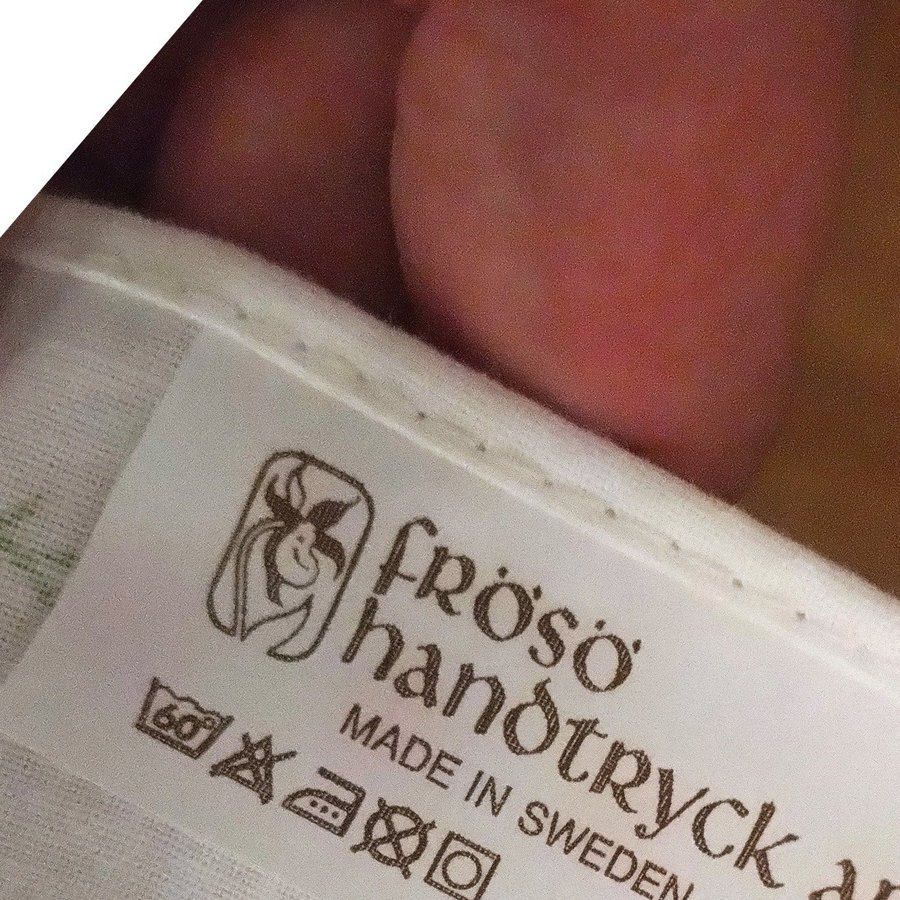 frösö
handtryck
MADE IN SWEDEN
60°